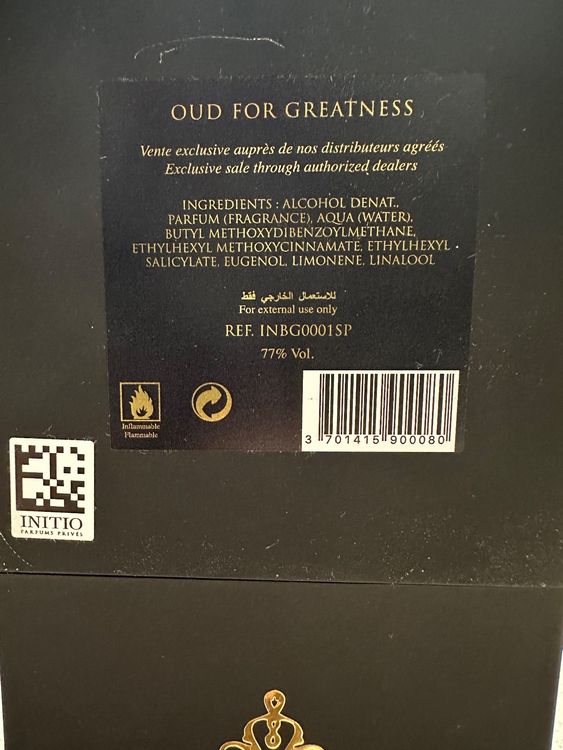 OUD FOR GREATNESS
Vente exclusive auprès de nos distributeurs agréés
Exclusive sale through authorized dealers
INGREDIENTS : ALCOHOL DENAT.,
PARFUM (FRAGRANCE), AQUA (WATER),
BUTYL METHOXYDIBENZOYLMETHANE,
ETHYLHEXYL METHOXYCINNAMATE, ETHYLHEXYL
SALICYLATE, EUGENOL, LIMONENE, LINALOOL
للاستعمال الخارجي فقط
For external use only
REF. INBG0001SP
77% Vol.
Inflammable
Flammable
3 701415 900080
INITIO
PARFUMS PRIVÉS